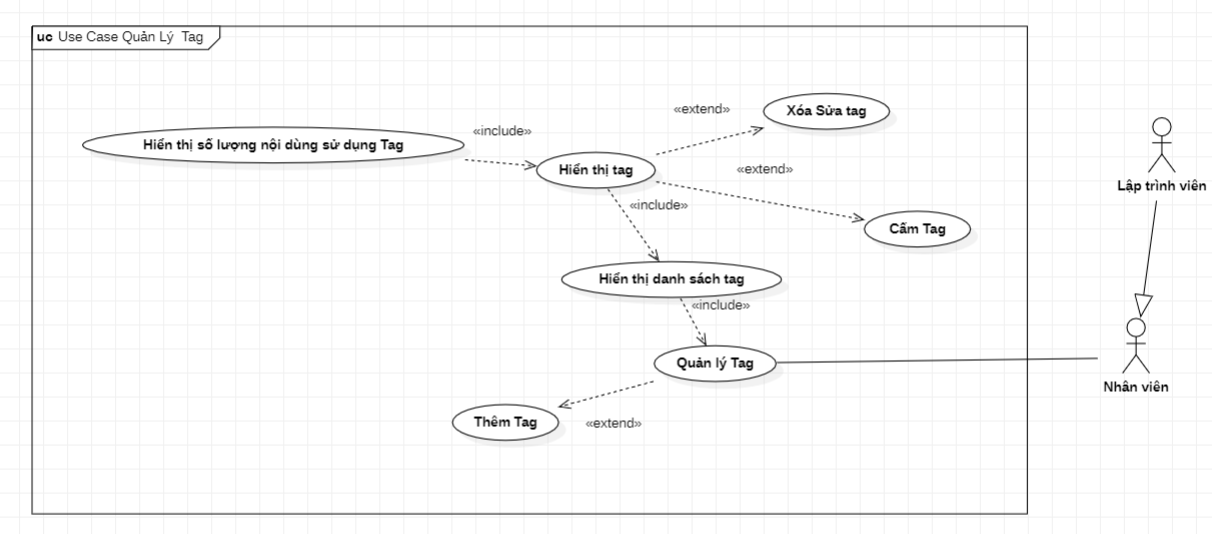 uc Use Case Quản Lý Tag
«extend»
Xóa Sửa tag
«include»
Hiển thị số lượng nội dùng sử dụng Tag
Hiển thị tag
«extend»
Lập trình viên
«include»
Cấm Tag
Hiển thị danh sách tag
«include»
Quản lý Tag
Nhân viên
Thêm Tag
«extend»